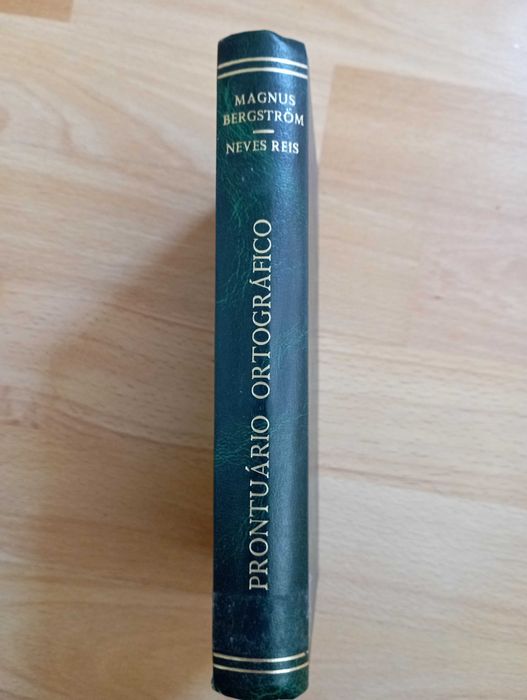 MAGNUS
BERGSTRÖM
NEVES REIS
PRONTUÁRIO ORTOGRÁFICO